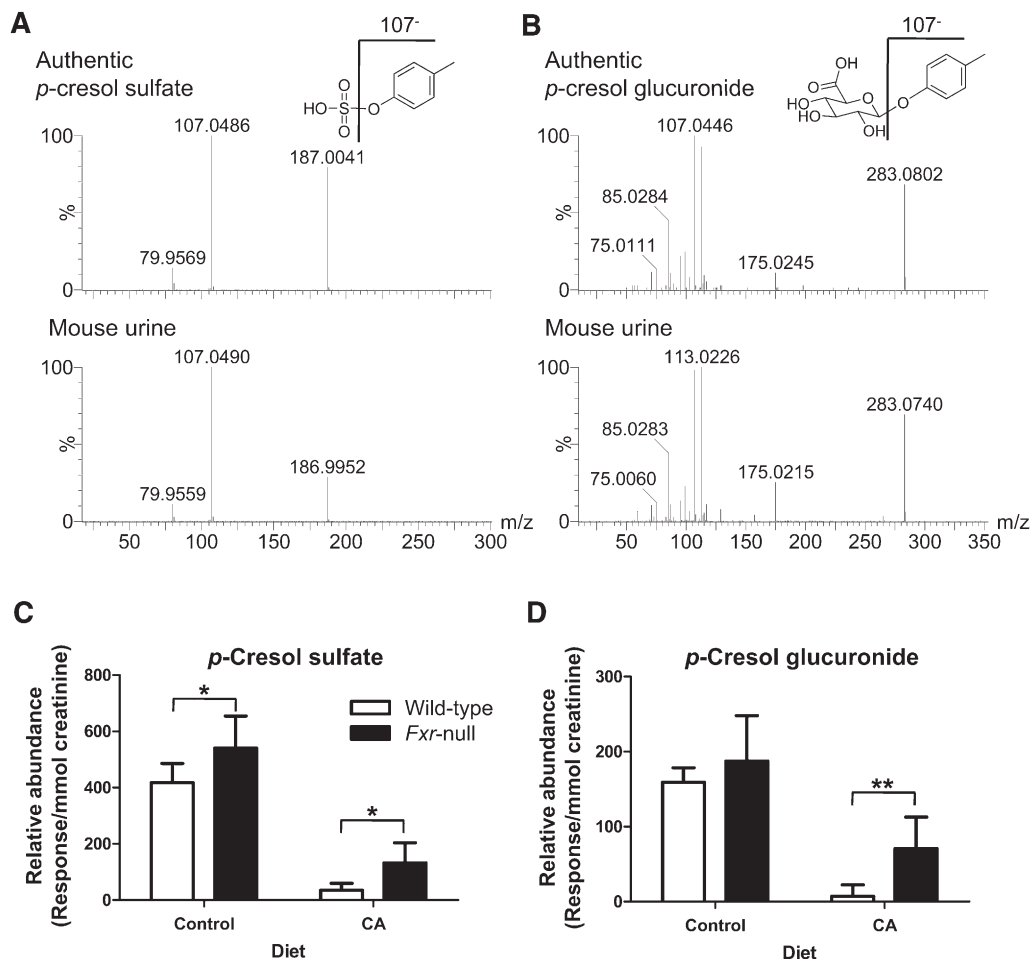 A
Authentic
p-cresol sulfate
107-
HO
S
O
O
O
107.0486
187.0041
79.9569
100
%
0
Mouse urine
107.0490
186.9952
79.9559
100
%
0
50 100 150 200 250 300
m/z
B
Authentic
p-cresol glucuronide
107-
OH
O
O
O
HO
HO
OH
107.0446
283.0802
85.0284
75.0111
175.0245
100
%
0
Mouse urine
113.0226
283.0740
85.0283
175.0215
75.0060
100
%
0
50 100 150 200 250 300 350
C
p-Cresol sulfate
Relative abundance
(Response/mmol creatinine)
800
600
400
200
0
*
*
Wild-type
Fxr-null
Control CA
Diet
D
p-Cresol glucuronide
Relative abundance
(Response/mmol creatinine)
300
200
100
0
**
Control CA
Diet